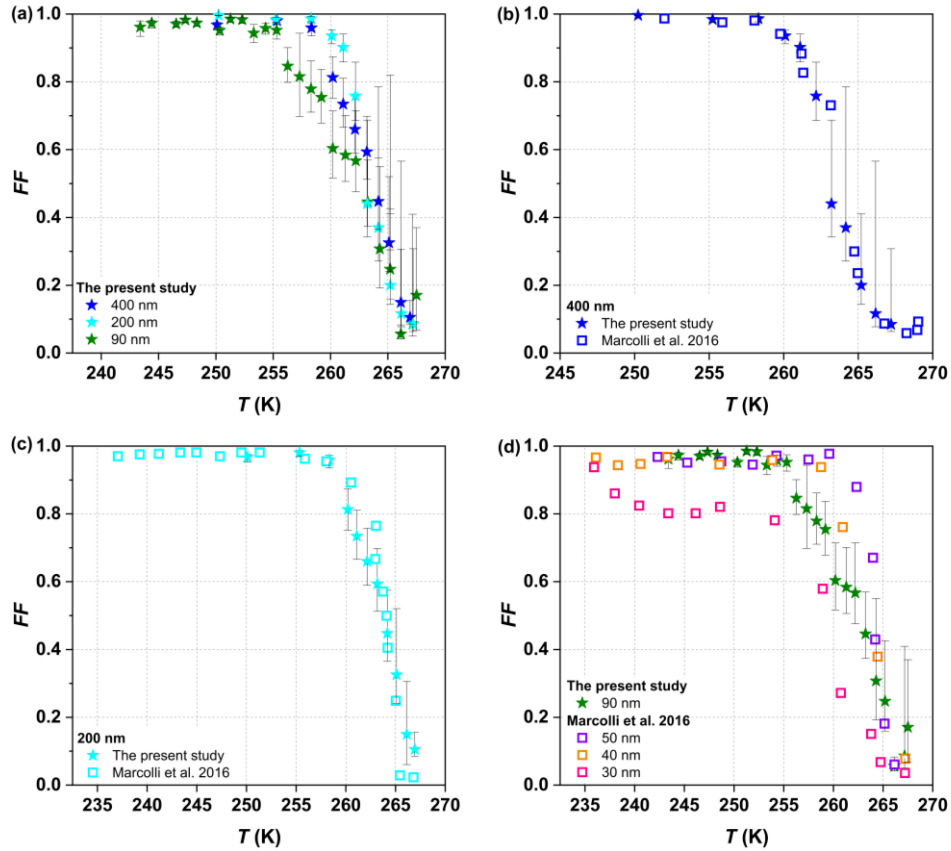 (a)
1.0
0.8
0.6
0.4
0.2
0.0
FF
The present study
400 nm
200 nm
90 nm
240 245 250 255 260 265 270
T (K)
(b)
1.0
0.8
0.6
0.4
0.2
0.0
FF
400 nm
The present study
Marcolli et al. 2016
245 250 255 260 265 270
T (K)
(c)
1.0
0.8
0.6
0.4
0.2
0.0
FF
200 nm
The present study
Marcolli et al. 2016
235 240 245 250 255 260 265 270
T (K)
(d)
1.0
0.8
0.6
0.4
0.2
0.0
FF
The present study
90 nm
Marcolli et al. 2016
50 nm
40 nm
30 nm
235 240 245 250 255 260 265 270
T (K)